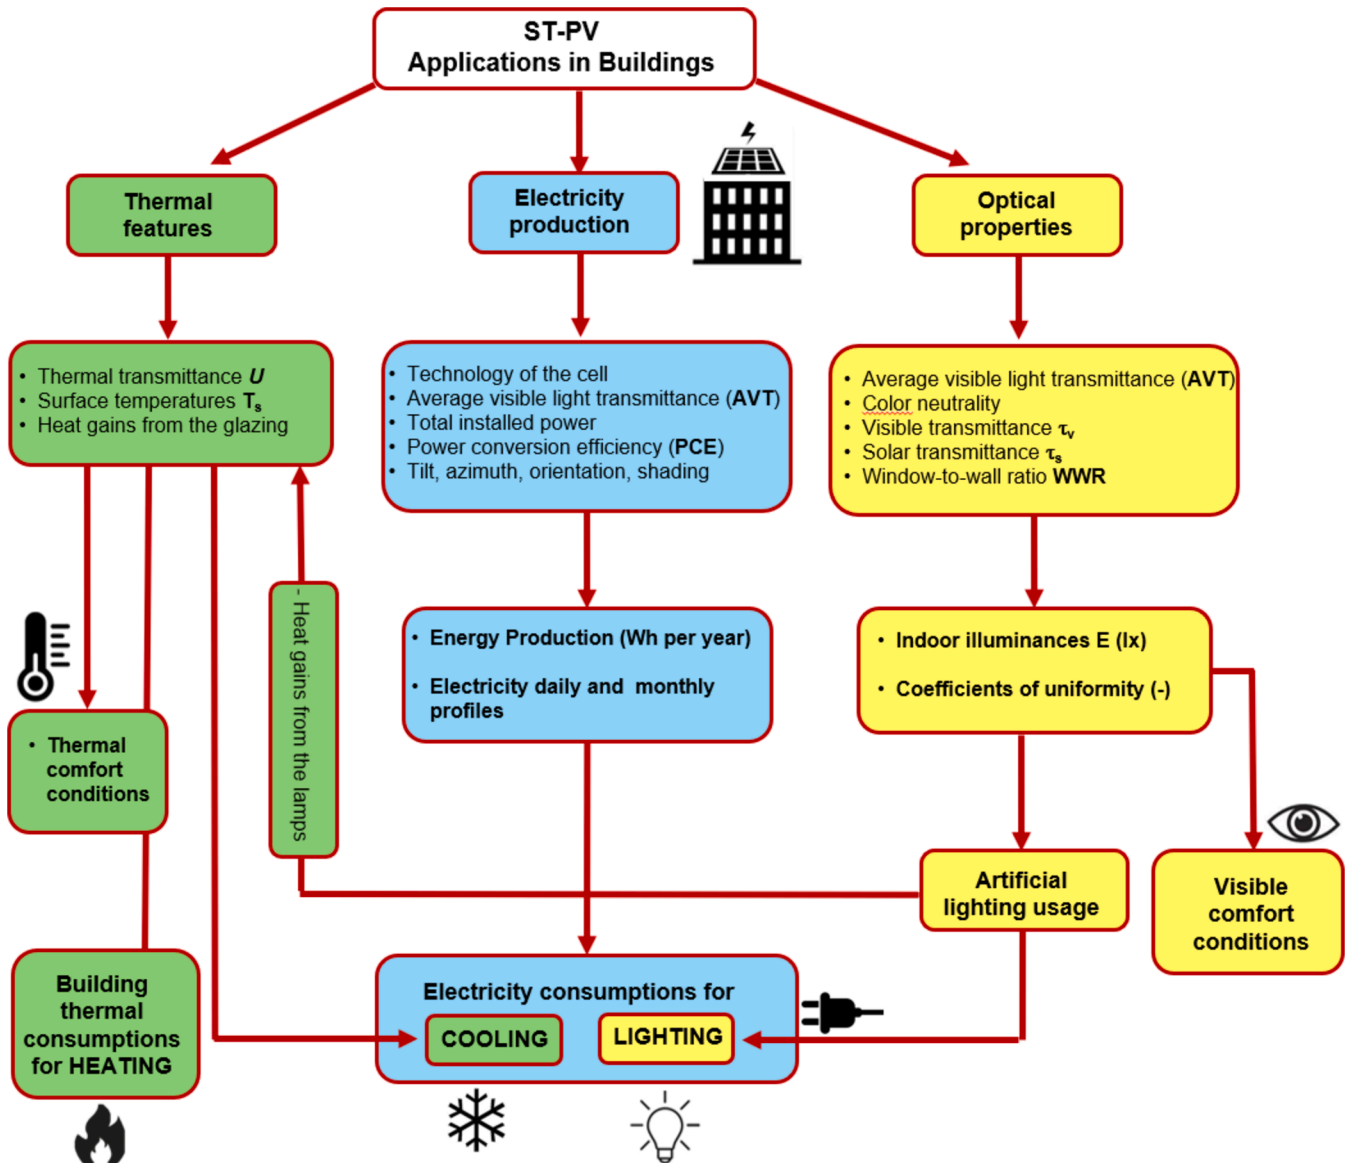 ST-PV
Applications in Buildings
Thermal
features
Electricity
production
Optical
properties
• Thermal transmittance U
• Surface temperatures Ts
• Heat gains from the glazing
• Technology of the cell
• Average visible light transmittance (AVT)
• Total installed power
• Power conversion efficiency (PCE)
• Tilt, azimuth, orientation, shading
• Average visible light transmittance (AVT)
• Color neutrality
• Visible transmittance τv
• Solar transmittance τs
• Window-to-wall ratio WWR
- Heat gains from the lamps
• Energy Production (Wh per year)
• Electricity daily and monthly
profiles
• Indoor illuminances E (lx)
• Coefficients of uniformity (-)
• Thermal
comfort
conditions
Artificial
lighting usage
Visible
comfort
conditions
Building
thermal
consumptions
for HEATING
Electricity consumptions for
COOLING
LIGHTING